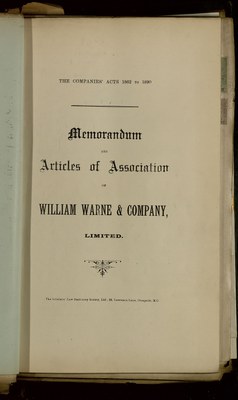 THE COMPANIES' ACTS 1862 to 1890
Memorandum
AND
Articles of Association
OF
WILLIAM WARNE & COMPANY,
LIMITED.